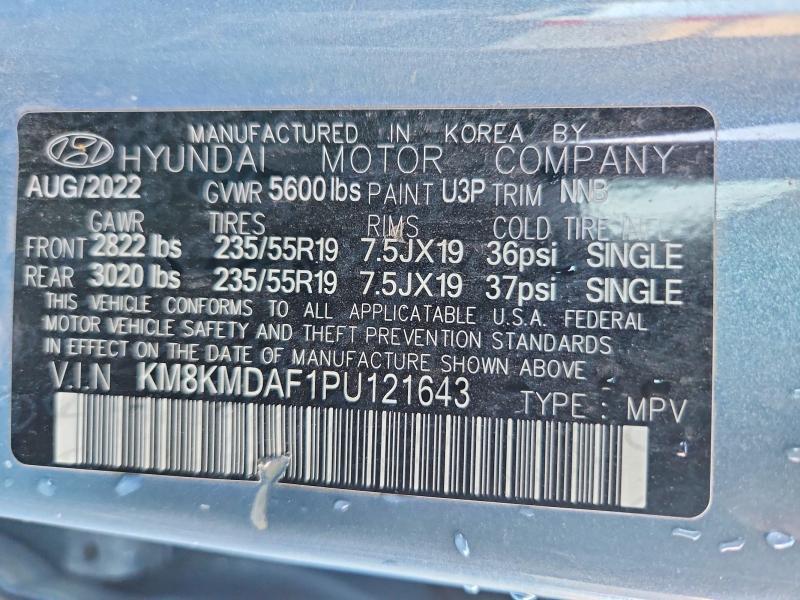 MANUFACTURED IN KOREA BY
HYUNDAI MOTOR COMPANY
AUG/2022 GVWR 5600 lbs PAINT U3P TRIM NNB
GAWR TIRES RIMS COLD TIRE INFL
FRONT 2822 lbs 235/55R19 7.5JX19 36psi SINGLE
REAR 3020 lbs 235/55R19 7.5JX19 37psi SINGLE
THIS VEHICLE CONFORMS TO ALL APPLICATABLE U.S.A. FEDERAL
MOTOR VEHICLE SAFETY AND THEFT PREVENTION STANDARDS
IN EFFECT ON THE DATE OF MANUFACTURE SHOWN ABOVE
V.I.N KM8KMDAF1PU121643 TYPE : MPV